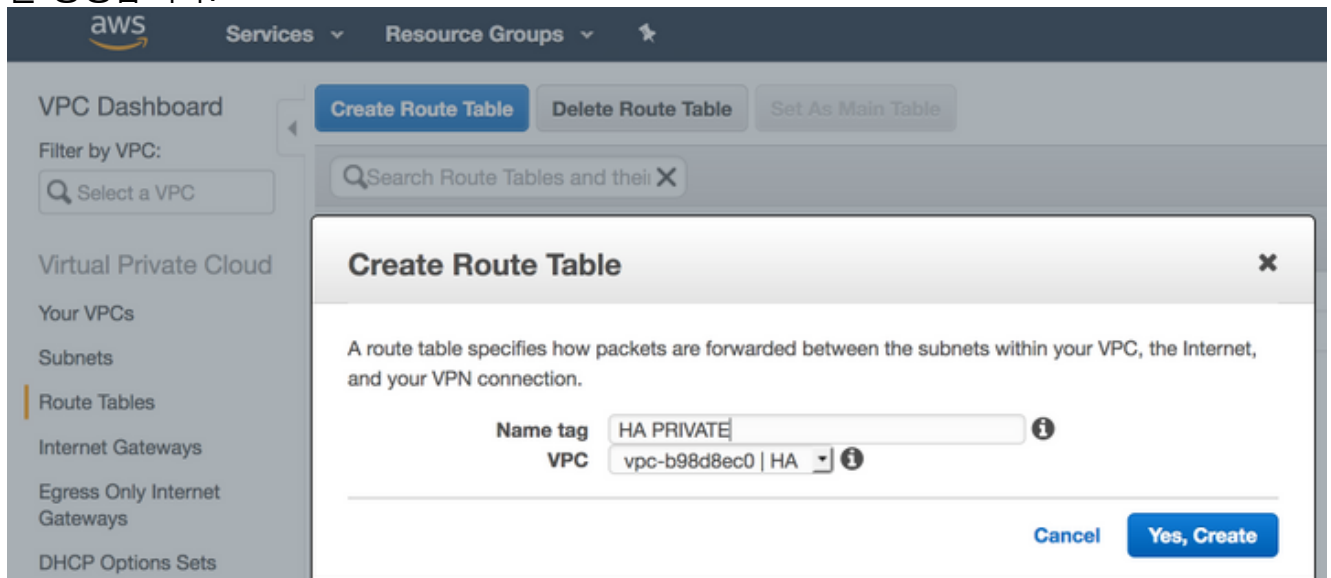 aws
Services
Resource Groups
VPC Dashboard
Create Route Table
Delete Route Table
Set As Main Table
Filter by VPC:
Select a VPC
Search Route Tables and their
Virtual Private Cloud
Your VPCs
Subnets
Route Tables
Internet Gateways
Egress Only Internet
Gateways
DHCP Options Sets
Create Route Table
A route table specifies how packets are forwarded between the subnets within your VPC, the Internet,
and your VPN connection.
Name tag HA PRIVATE
VPC vpc-b98d8ec0 | HA
Cancel
Yes, Create